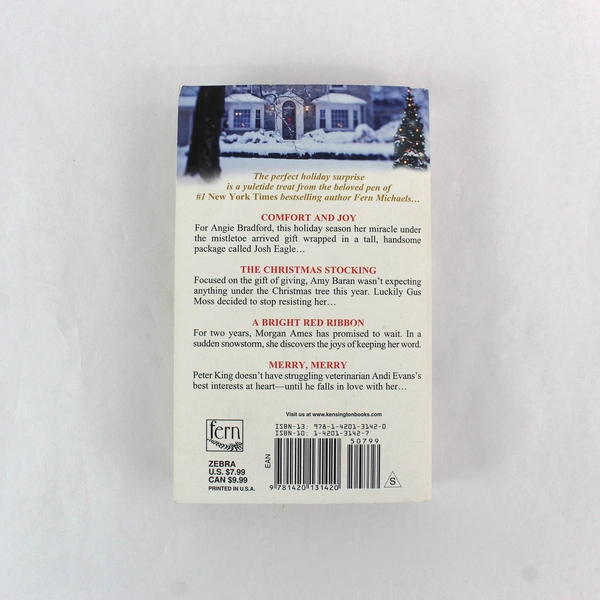 The perfect holiday surprise
is a yuletide treat from the beloved pen of
#1 New York Times bestselling author Fern Michaels...
COMFORT AND JOY
For Angie Bradford, this holiday season her miracle under
the mistletoe arrived gift wrapped in a tall, handsome
package called Josh Eagle...
THE CHRISTMAS STOCKING
Focused on the gift of giving, Amy Baran wasn't expecting
anything under the Christmas tree this year. Luckily Gus
Moss decided to stop resisting her...
A BRIGHT RED RIBBON
For two years, Morgan Ames has promised to wait. In a
sudden snowstorm, she discovers the joys of keeping her word.
MERRY, MERRY
Peter King doesn't have struggling veterinarian Andi Evans's
best interests at heart—until he falls in love with her...
Visit us at www.kensingtonbooks.com
fern
ZEBRA
U.S. $7.99
CAN $9.99
PRINTED IN U.S.A.
ISBN-13: 978-1-4201-3142-0
ISBN-10: 1-4201-3142-7
50799
EAN
9 781420 131420
S